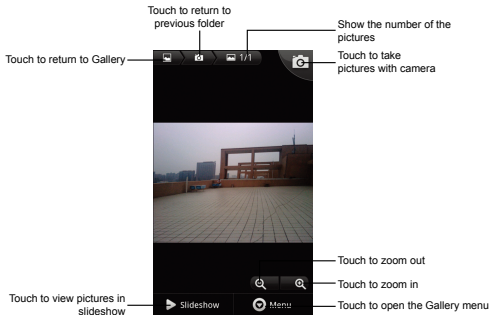 Touch to return to
previous folder
Show the number of the
pictures
Touch to return to Gallery
1/1
Touch to take
pictures with camera
Touch to zoom out
Touch to zoom in
Touch to view pictures in
slideshow
Slideshow
Menu
Touch to open the Gallery menu